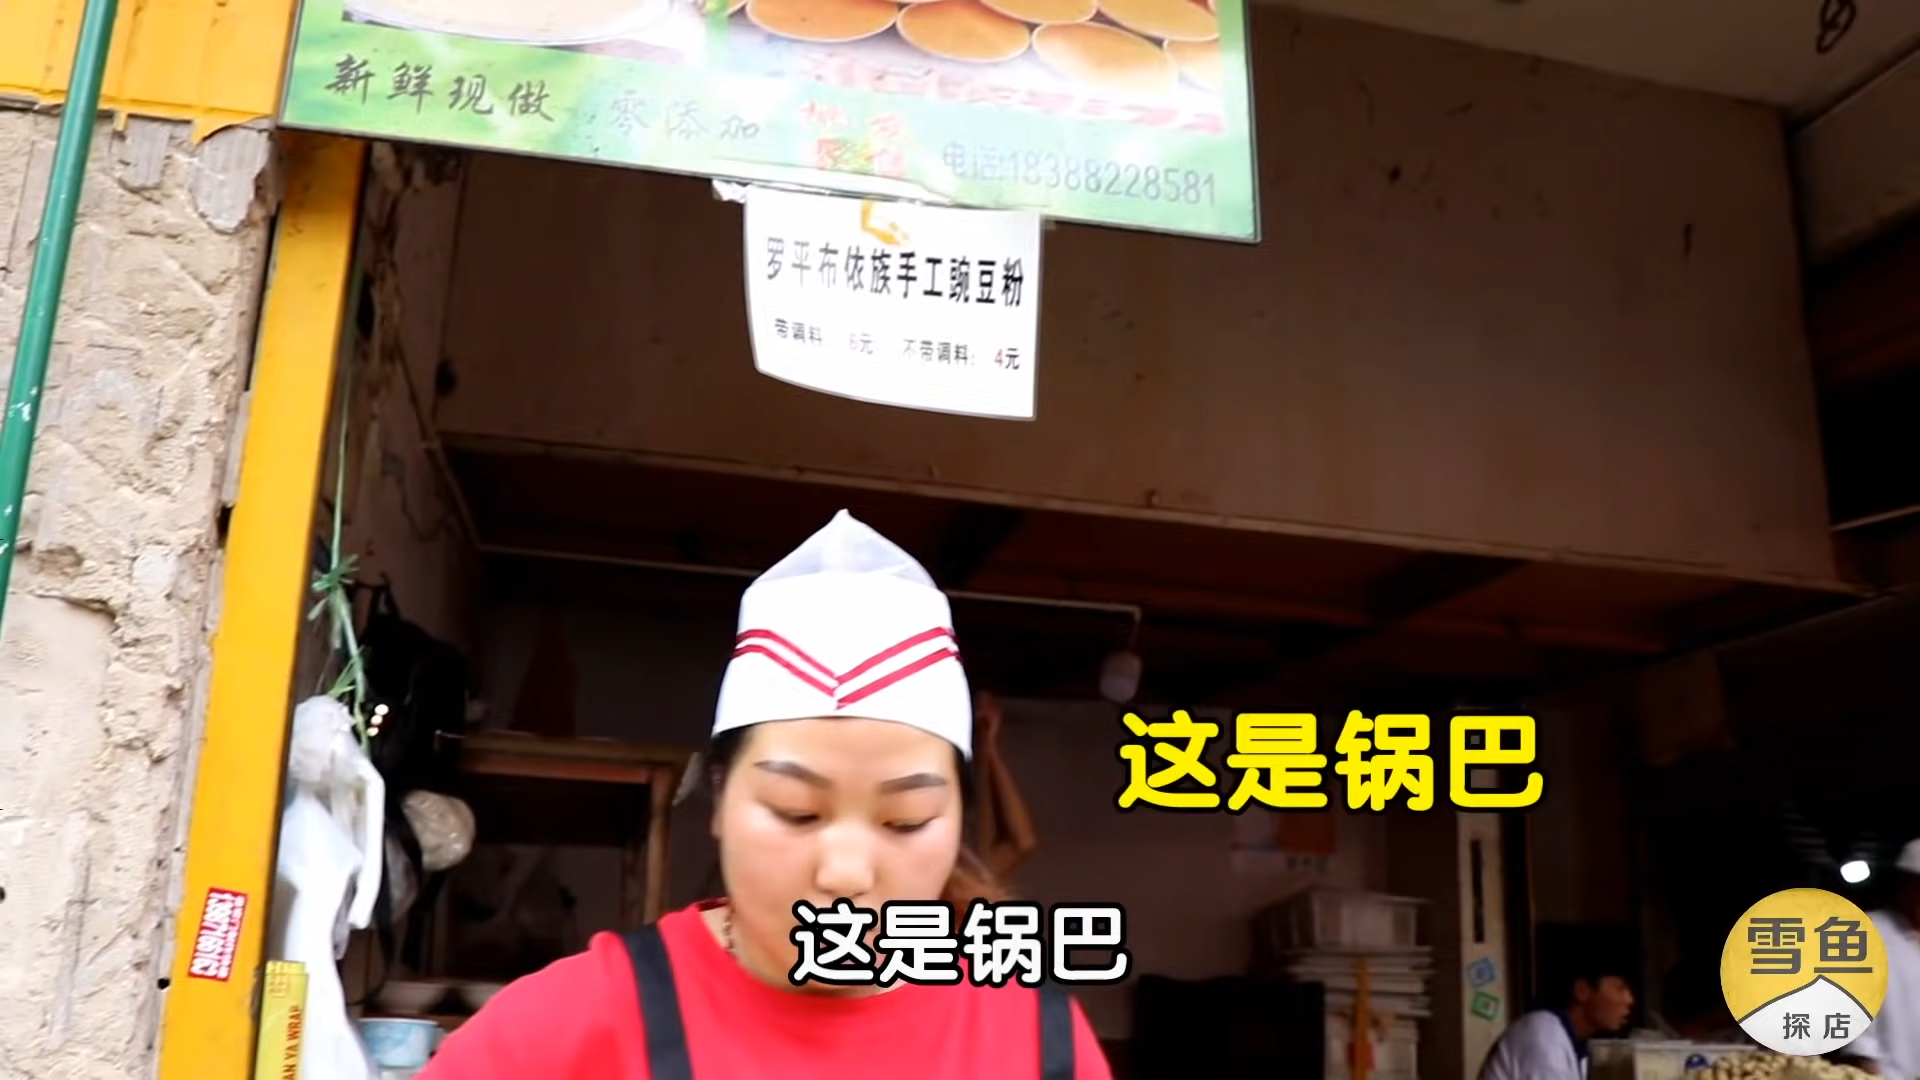 新鲜现做 零添加
电话:18388228581
罗平布依族手工豌豆粉
带调料 6元 不带调料: 4元
这是锅巴
这是锅巴
雪鱼
探店